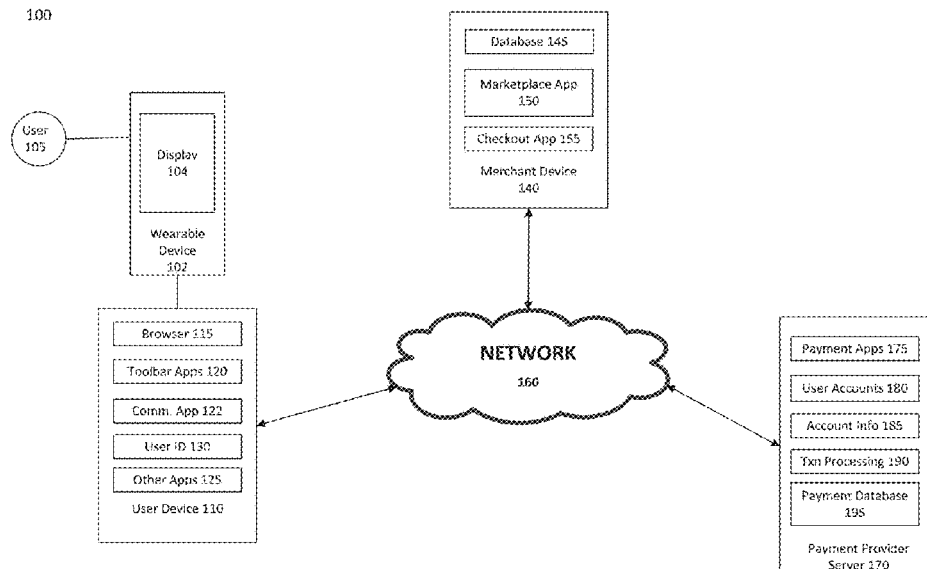 100
User
105
Display
104
Wearable
Device
102
Database 145
Marketplace App
150
Checkout App 155
Merchant Device
140
Browser 115
Toolbar Apps 120
Comm. App 122
User ID 130
Other Apps 125
User Device 110
NETWORK
160
Payment Apps 175
User Accounts 180
Account Info 185
Txn Processing 190
Payment Database
195
Payment Provider
Server 170